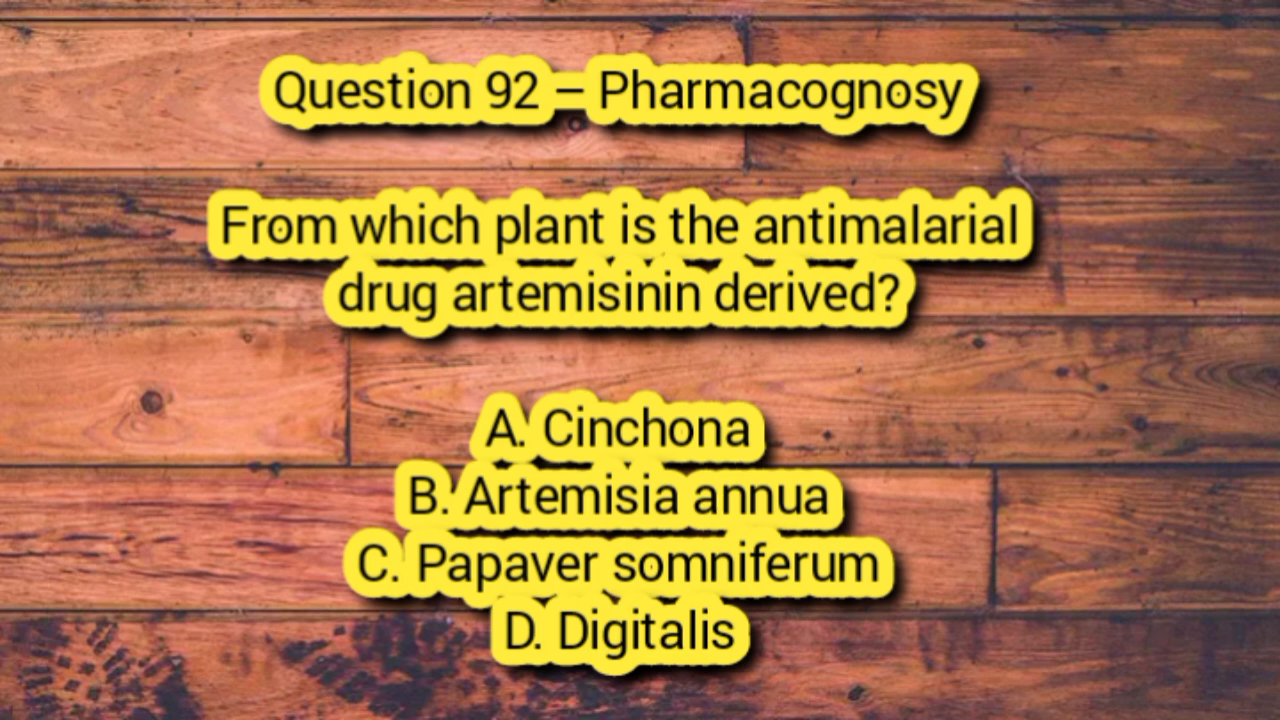 Question 92 – Pharmacognosy
From which plant is the antimalarial
drug artemisinin derived?
A. Cinchona
B. Artemisia annua
C. Papaver somniferum
D. Digitalis